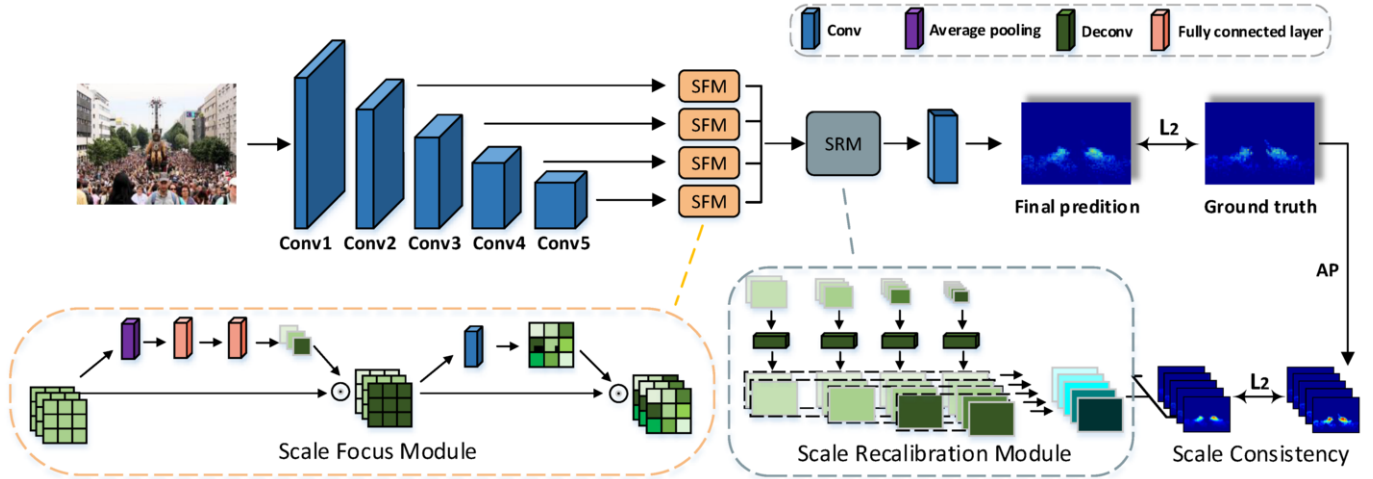 Conv
Average pooling
Deconv
Fully connected layer
SFM
SFM
SFM
SFM
SRM
L2
Conv1
Conv2
Conv3
Conv4
Conv5
Final predition
Ground truth
AP
L2
Scale Focus Module
Scale Recalibration Module
Scale Consistency